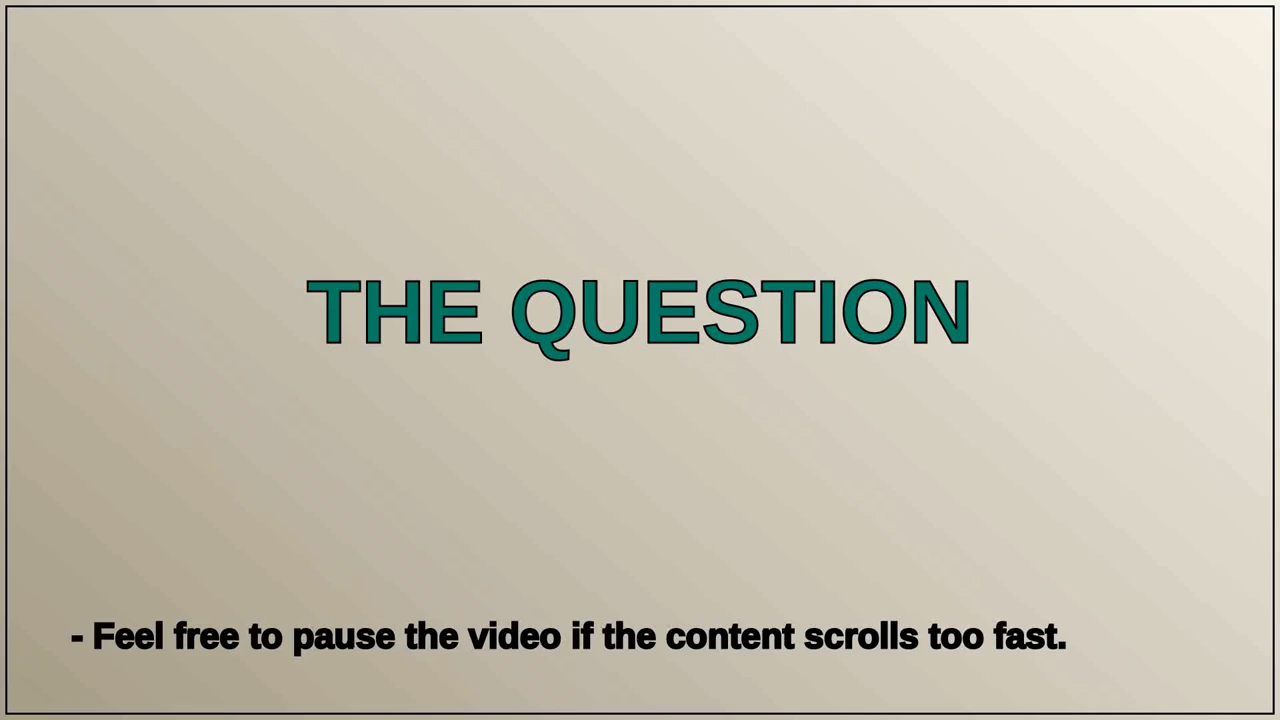 THE QUESTION
- Feel free to pause the video if the content scrolls too fast.